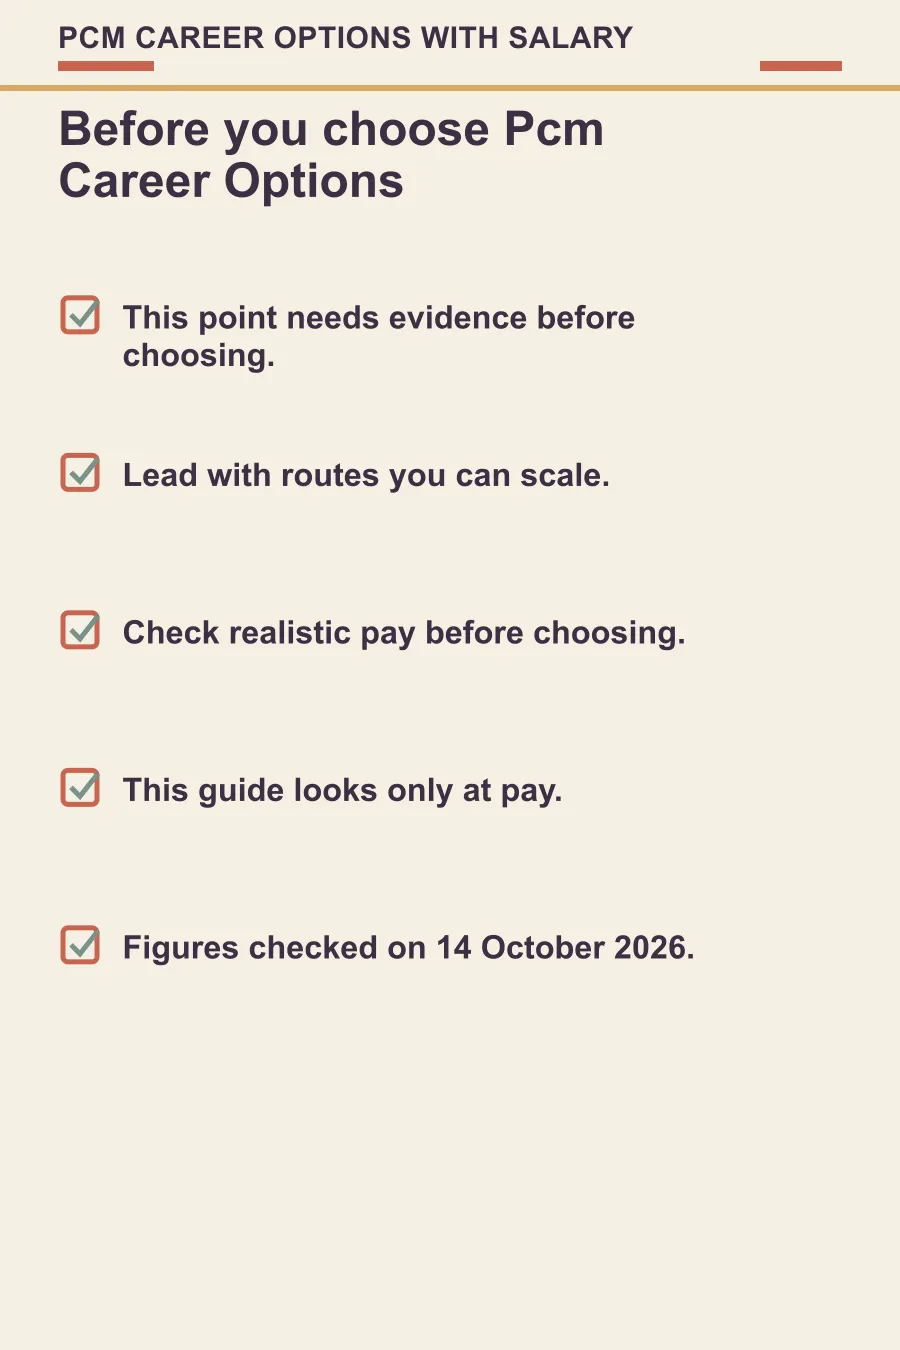 PCM CAREER OPTIONS WITH SALARY
Before you choose Pcm
Career Options
This point needs evidence before
choosing.
Lead with routes you can scale.
Check realistic pay before choosing.
This guide looks only at pay.
Figures checked on 14 October 2026.